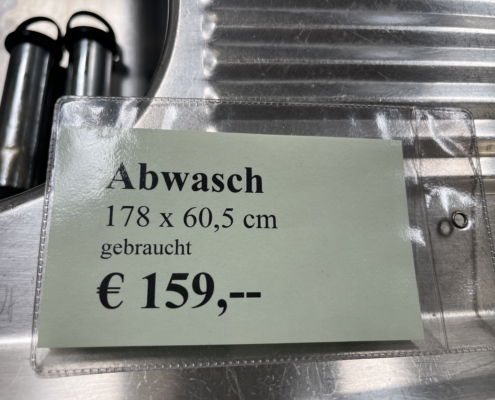 Abwasch
178 x 60,5 cm
gebraucht
€ 159,--